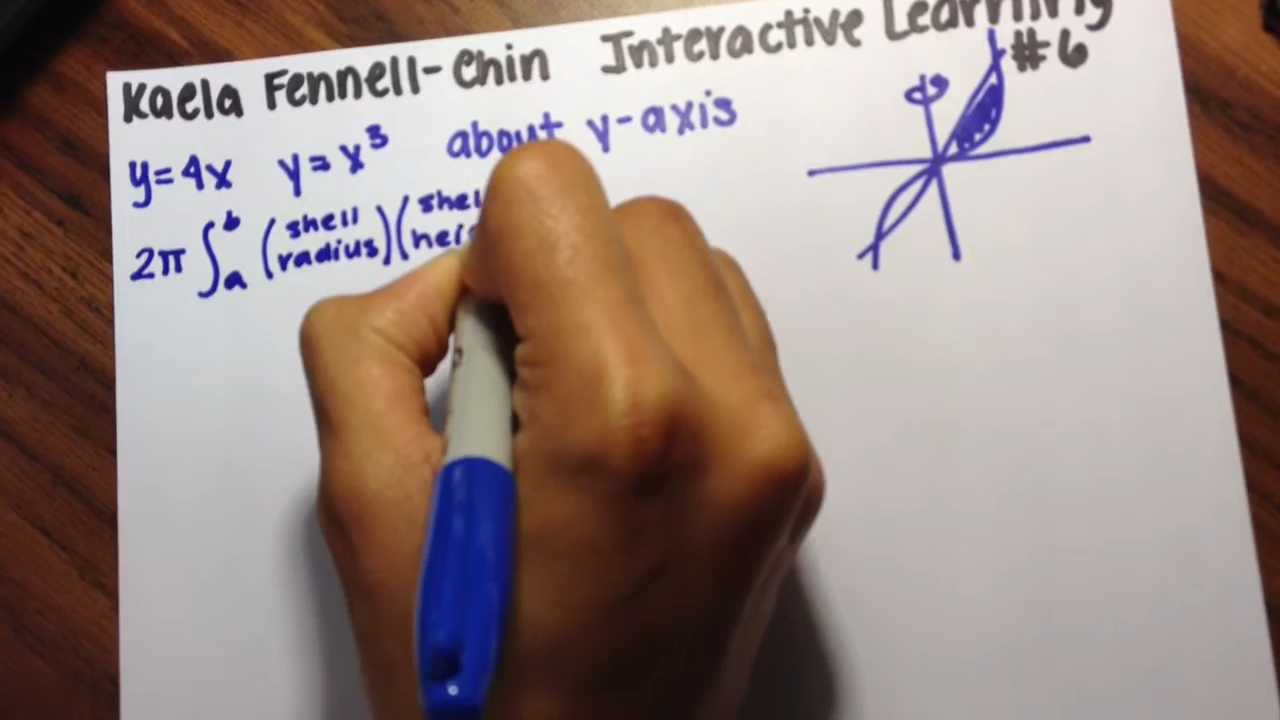 Kaela Fennell-Chin Interactive Learning
#6
y=4x y=x³ about y-axis
2π ∫ₐᵇ (shell radius)(